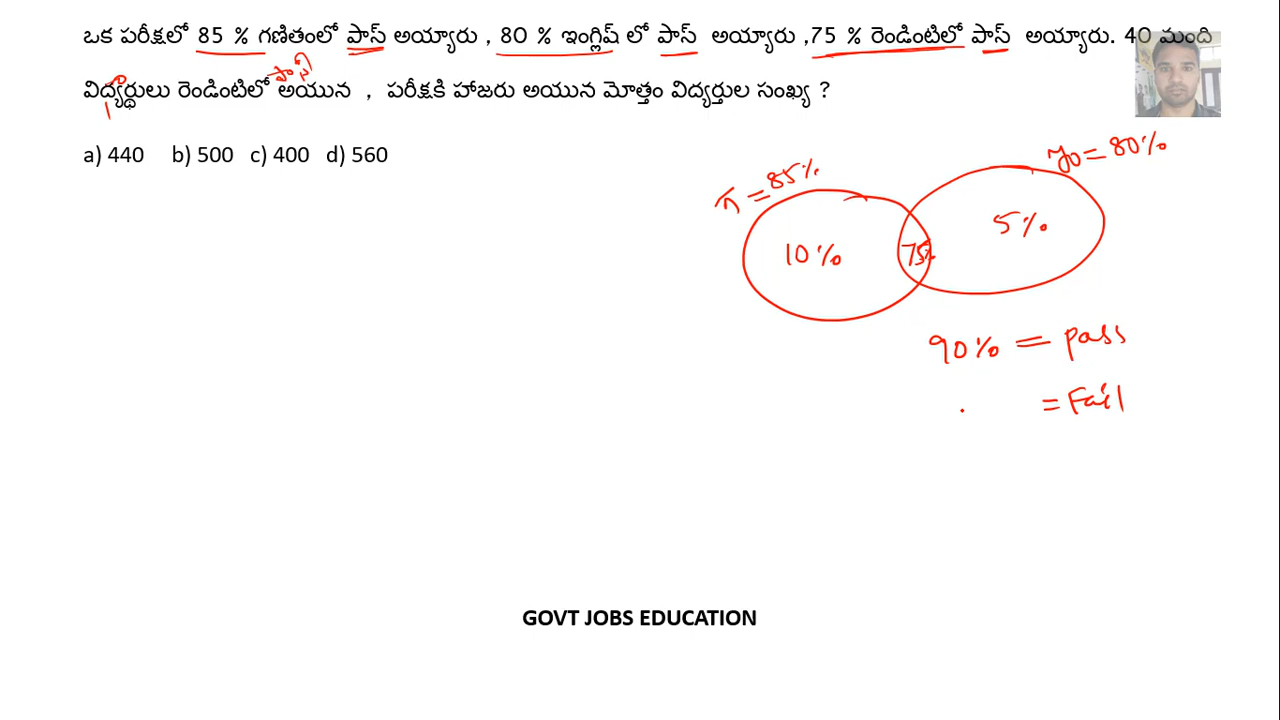 ఒక పరీక్షలో 85 % గణితంలో పాస్ అయ్యారు , 80 % ఇంగ్లిష్ లో పాస్ అయ్యారు ,75 % రెండింటిలో పాస్ అయ్యారు. 40 మంది
విద్యార్థులు రెండింటిలో అయున , పరీక్షకి హాజరు అయున మోత్తం విద్యర్తుల సంఖ్య ?
a) 440 b) 500 c) 400 d) 560
= 85%
= 80%
10%
75%
5%
90% = pass
= Fail
GOVT JOBS EDUCATION